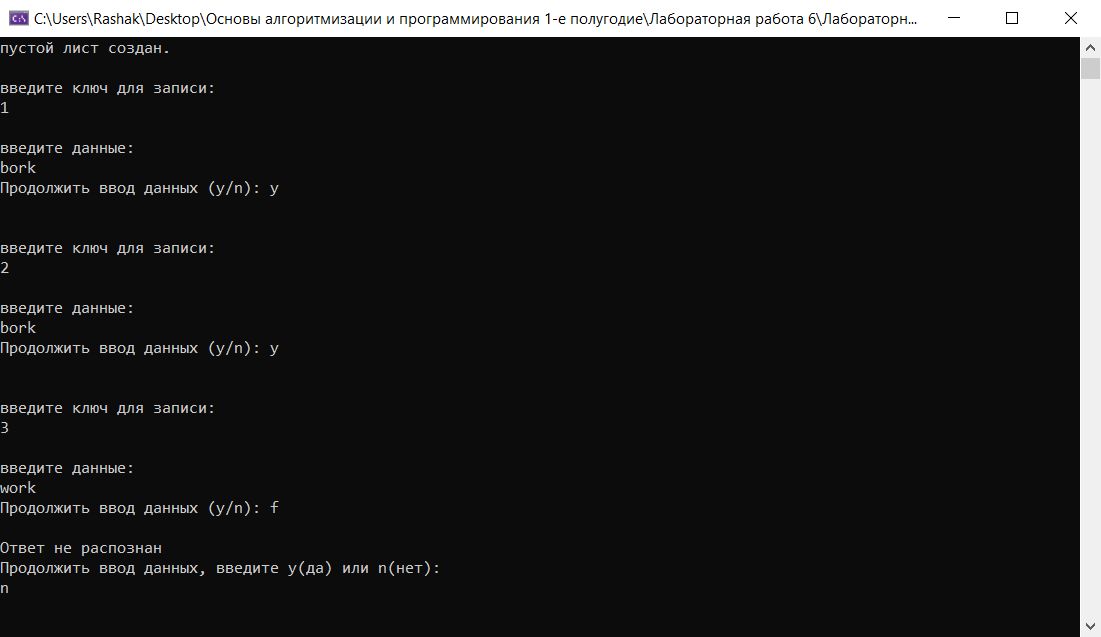 C:\Users\Rashak\Desktop\Основы алгоритмизации и программирования 1-е полугодие\Лабораторная работа 6\Лабораторн...
пустой лист создан.
введите ключ для записи:
1
введите данные:
bork
Продолжить ввод данных (y/n): y
введите ключ для записи:
2
введите данные:
bork
Продолжить ввод данных (y/n): y
введите ключ для записи:
3
введите данные:
work
Продолжить ввод данных (y/n): f
Ответ не распознан
Продолжить ввод данных, введите y(да) или n(нет):
n